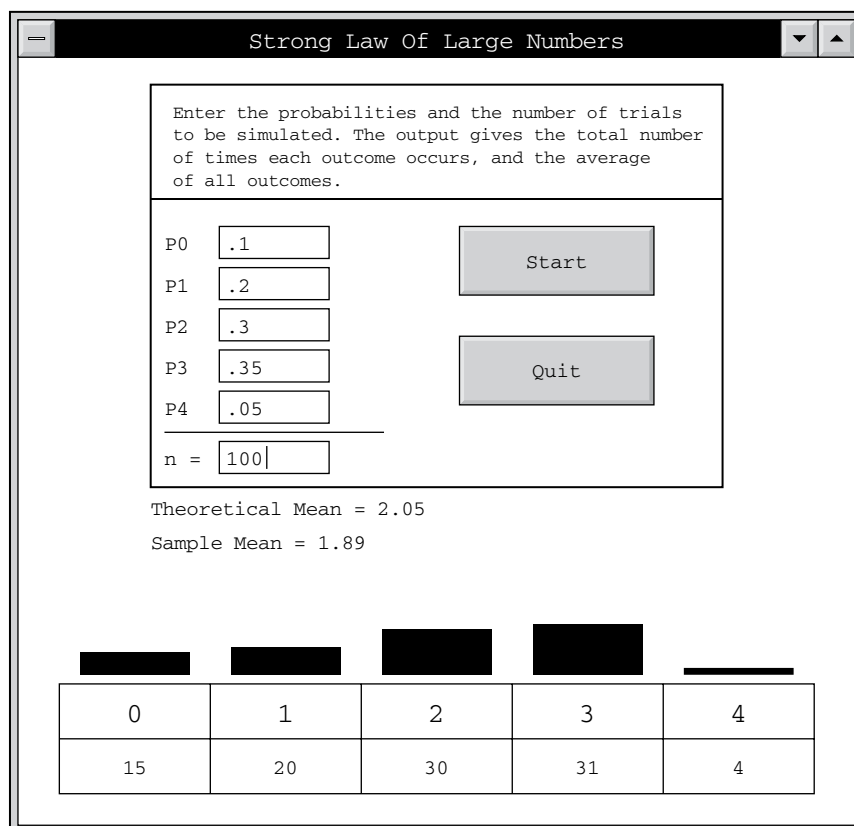 Strong Law Of Large Numbers
Enter the probabilities and the number of trials
to be simulated. The output gives the total number
of times each outcome occurs, and the average
of all outcomes.
P0 .1
Start
P1 .2
P2 .3
P3 .35
Quit
P4 .05
n = 100
Theoretical Mean = 2.05
Sample Mean = 1.89
0 1 2 3 4
15 20 30 31 4